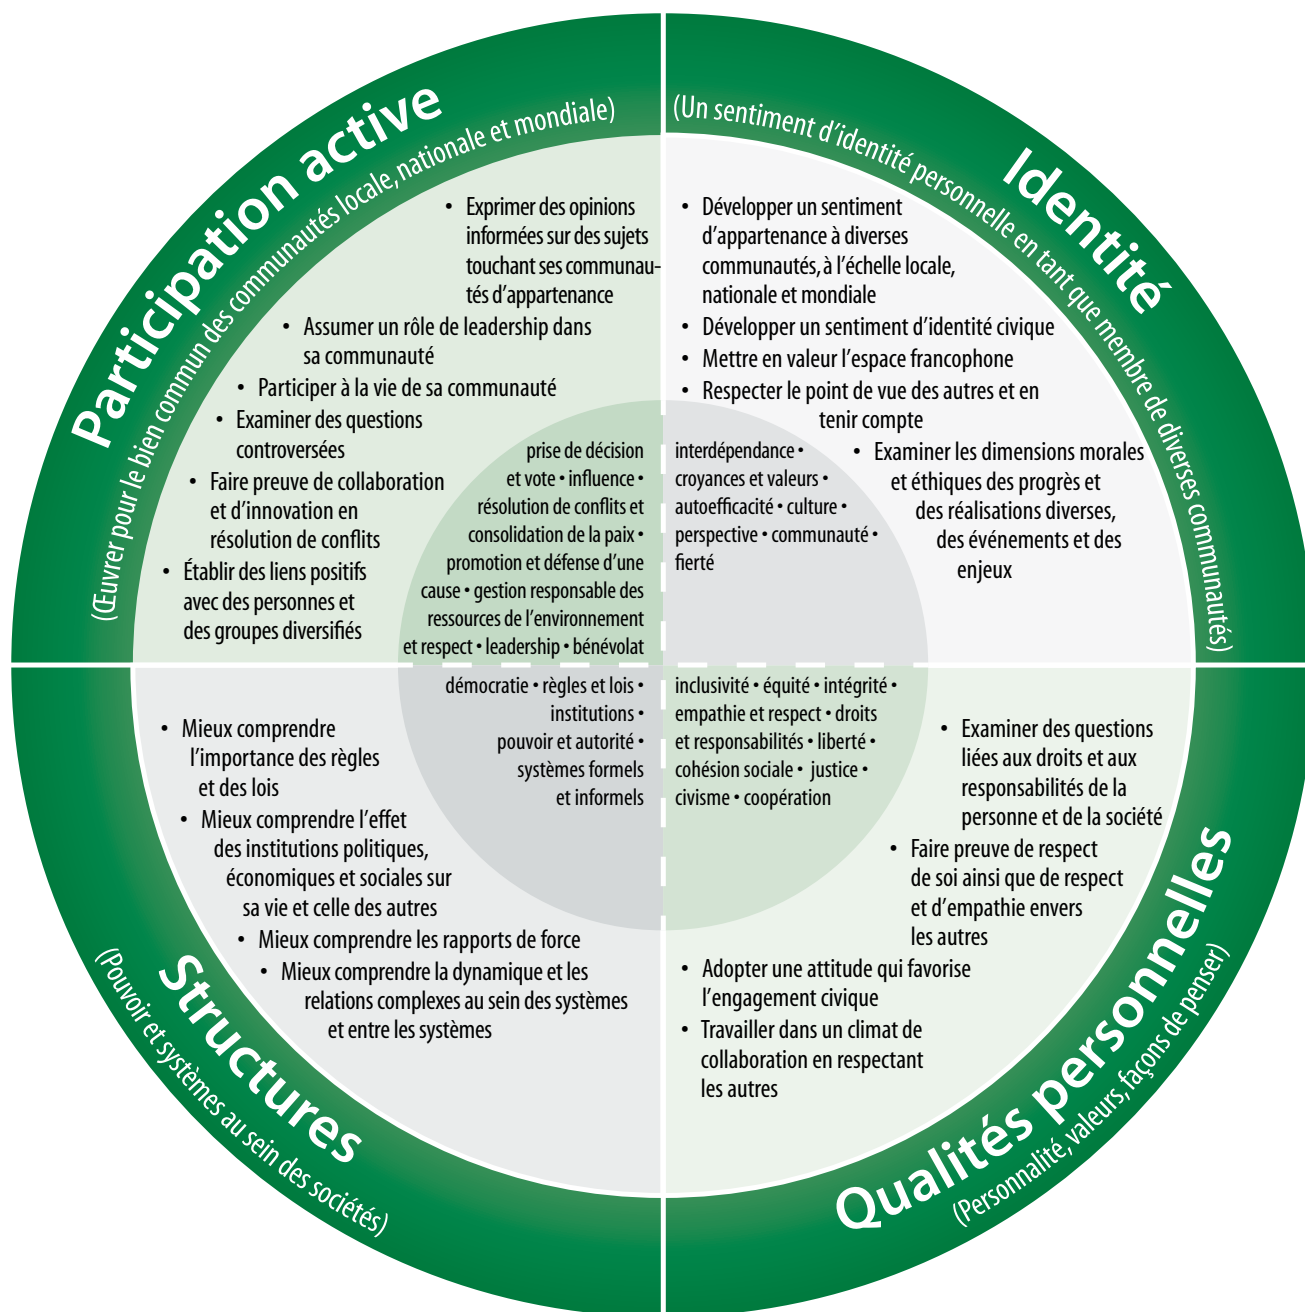 Participation active
(Œuvrer pour le bien commun des communautés locale, nationale et mondiale)
• Exprimer des opinions
informées sur des sujets
touchant ses communau-
tés d'appartenance
• Assumer un rôle de leadership dans
sa communauté
• Participer à la vie de sa communauté
• Examiner des questions
controversées
• Faire preuve de collaboration
et d'innovation en
résolution de conflits
• Établir des liens positifs
avec des personnes et
des groupes diversifiés
prise de décision
et vote • influence •
résolution de conflits et
consolidation de la paix •
promotion et défense d'une
cause • gestion responsable des
ressources de l'environnement
et respect • leadership • bénévolat
Identité
(Un sentiment d'identité personnelle en tant que membre de diverses communautés)
• Développer un sentiment
d'appartenance à diverses
communautés, à l'échelle locale,
nationale et mondiale
• Développer un sentiment d'identité civique
• Mettre en valeur l'espace francophone
• Respecter le point de vue des autres et en
tenir compte
• Examiner les dimensions morales
et éthiques des progrès et
des réalisations diverses,
des événements et des
enjeux
interdépendance •
croyances et valeurs •
autoefficacité • culture •
perspective • communauté •
fierté
Structures
(Pouvoir et systèmes au sein des sociétés)
• Mieux comprendre
l'importance des règles
et des lois
• Mieux comprendre l'effet
des institutions politiques,
économiques et sociales sur
sa vie et celle des autres
• Mieux comprendre les rapports de force
• Mieux comprendre la dynamique et les
relations complexes au sein des systèmes
et entre les systèmes
démocratie • règles et lois •
institutions •
pouvoir et autorité •
systèmes formels
et informels
Qualités personnelles
(Personnalité, valeurs, façons de penser)
inclusivité • équité • intégrité •
empathie et respect • droits
et responsabilités • liberté •
cohésion sociale • justice •
civisme • coopération
• Examiner des questions
liées aux droits et aux
responsabilités de la
personne et de la société
• Faire preuve de respect
de soi ainsi que de respect
et d'empathie envers
les autres
• Adopter une attitude qui favorise
l'engagement civique
• Travailler dans un climat de
collaboration en respectant
les autres